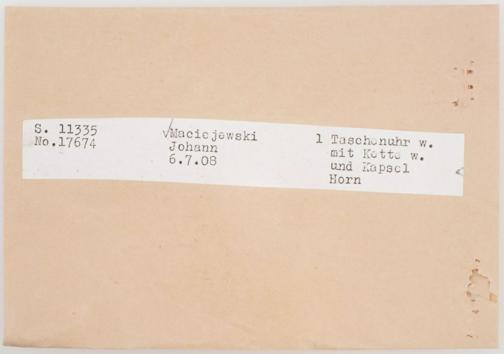 S. 11335
No.17674
√Maciejewski
Johann
6.7.08
1 Taschenuhr w.
mit Kette w.
und Kapsel
Horn